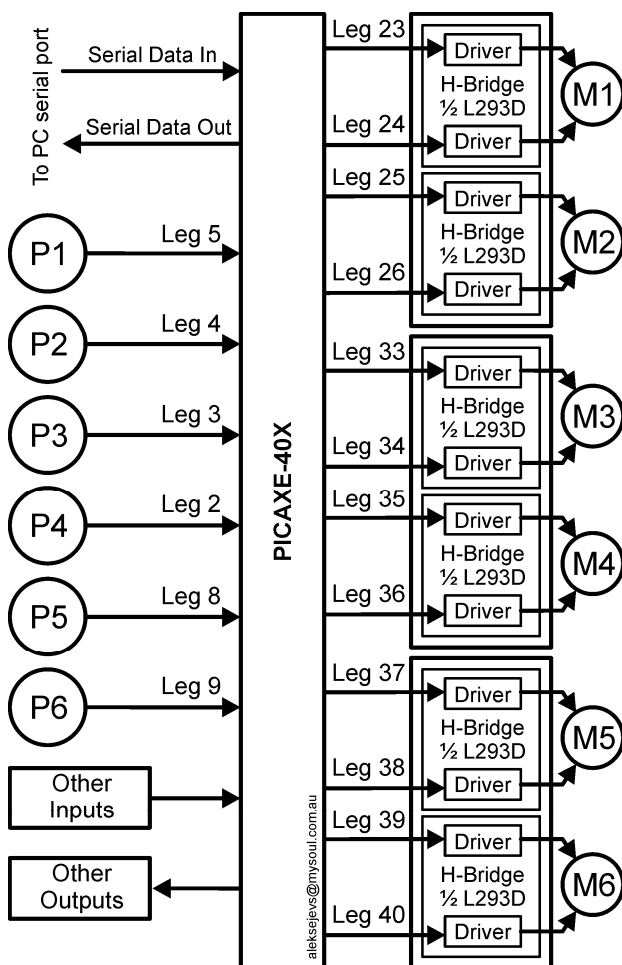 To PC serial port
Serial Data In
Serial Data Out
P1
Leg 5
P2
Leg 4
P3
Leg 3
P4
Leg 2
P5
Leg 8
P6
Leg 9
Other
Inputs
Other
Outputs
PICAXE-40X
aleksejevs@mysoul.com.au
Leg 23
Driver
H-Bridge
½ L293D
Leg 24
Driver
M1
Leg 25
Driver
H-Bridge
½ L293D
Leg 26
Driver
M2
Leg 33
Driver
H-Bridge
½ L293D
Leg 34
Driver
M3
Leg 35
Driver
H-Bridge
½ L293D
Leg 36
Driver
M4
Leg 37
Driver
H-Bridge
½ L293D
Leg 38
Driver
M5
Leg 39
Driver
H-Bridge
½ L293D
Leg 40
Driver
M6